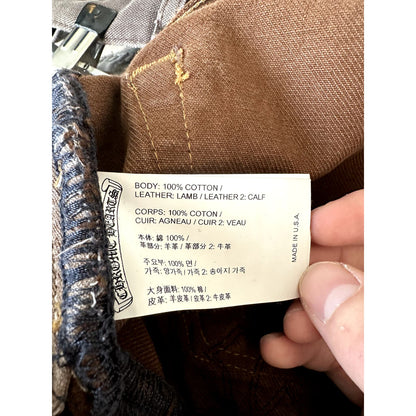 BODY: 100% COTTON /
LEATHER: LAMB / LEATHER 2: CALF
CORPS: 100% COTON /
CUIR: AGNEAU / CUIR 2: VEAU
本体: 綿 100% /
革部分: 羊革 / 革部分 2: 牛革
주요부: 100% 면 /
가죽: 양가죽 / 가죽 2: 송아지 가죽
大身面料: 100% 棉 /
皮革: 羊皮革 / 皮革 2: 牛皮革
MADE IN U.S.A.
CHROME HEARTS